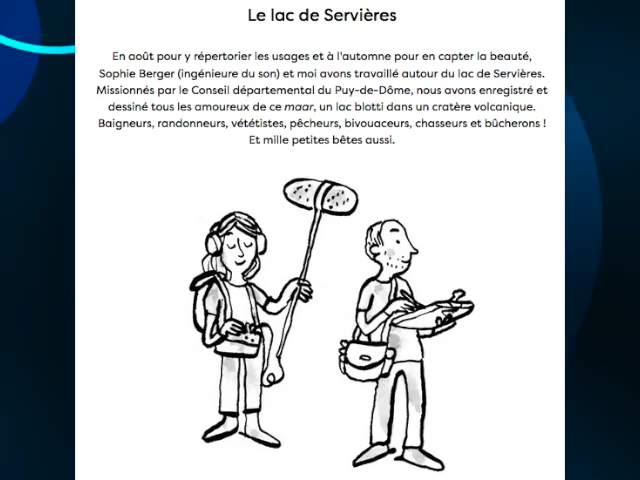 Le lac de Servières
En août pour y répertorier les usages et à l'automne pour en capter la beauté,
Sophie Berger (ingénieure du son) et moi avons travaillé autour du lac de Servières.
Missionnés par le Conseil départemental du Puy-de-Dôme, nous avons enregistré et
dessiné tous les amoureux de ce maar, un lac blotti dans un cratère volcanique.
Baigneurs, randonneurs, vététistes, pêcheurs, bivouaceurs, chasseurs et bûcherons !
Et mille petites bêtes aussi.